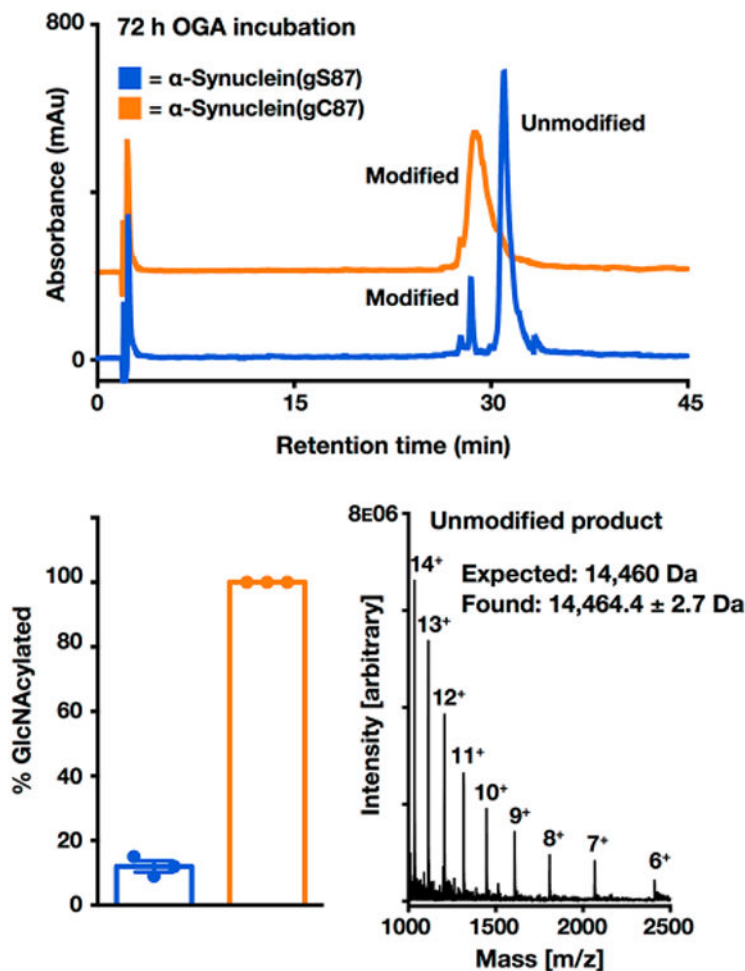 72 h OGA incubation
= α-Synuclein(gS87)
= α-Synuclein(gC87)
Unmodified
Modified
Modified
Absorbance (mAu)
800
0
0
15
30
45
Retention time (min)
% GlcNAcylated
100
80
60
40
20
0
8E06
Unmodified product
Expected: 14,460 Da
Found: 14,464.4 ± 2.7 Da
14+
13+
12+
11+
10+
9+
8+
7+
6+
Intensity [arbitrary]
1000
1500
2000
2500
Mass [m/z]